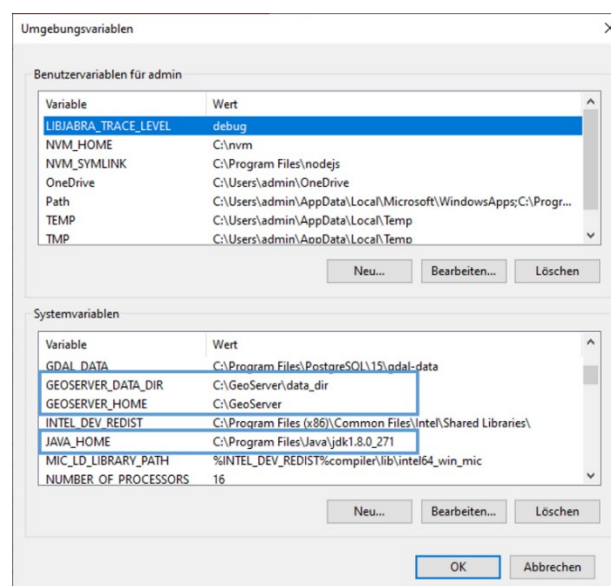 Umgebungsvariablen
Benutzervariablen für admin
Variable Wert
LIBJABRA_TRACE_LEVEL debug
NVM_HOME C:\nvm
NVM_SYMLINK C:\Program Files\nodejs
OneDrive C:\Users\admin\OneDrive
Path C:\Users\admin\AppData\Local\Microsoft\WindowsApps;C:\Progr...
TEMP C:\Users\admin\AppData\Local\Temp
TMP C:\Users\admin\AppData\Local\Temp
Neu... Bearbeiten... Löschen
Systemvariablen
Variable Wert
GDAL_DATA C:\Program Files\PostgreSQL\15\gdal-data
GEOSERVER_DATA_DIR C:\GeoServer\data_dir
GEOSERVER_HOME C:\GeoServer
INTEL_DEV_REDIST C:\Program Files (x86)\Common Files\Intel\Shared Libraries\
JAVA_HOME C:\Program Files\Java\jdk1.8.0_271
MIC_LD_LIBRARY_PATH %INTEL_DEV_REDIST%compiler\lib\intel64_win_mic
NUMBER_OF_PROCESSORS 16
Neu... Bearbeiten... Löschen
OK Abbrechen